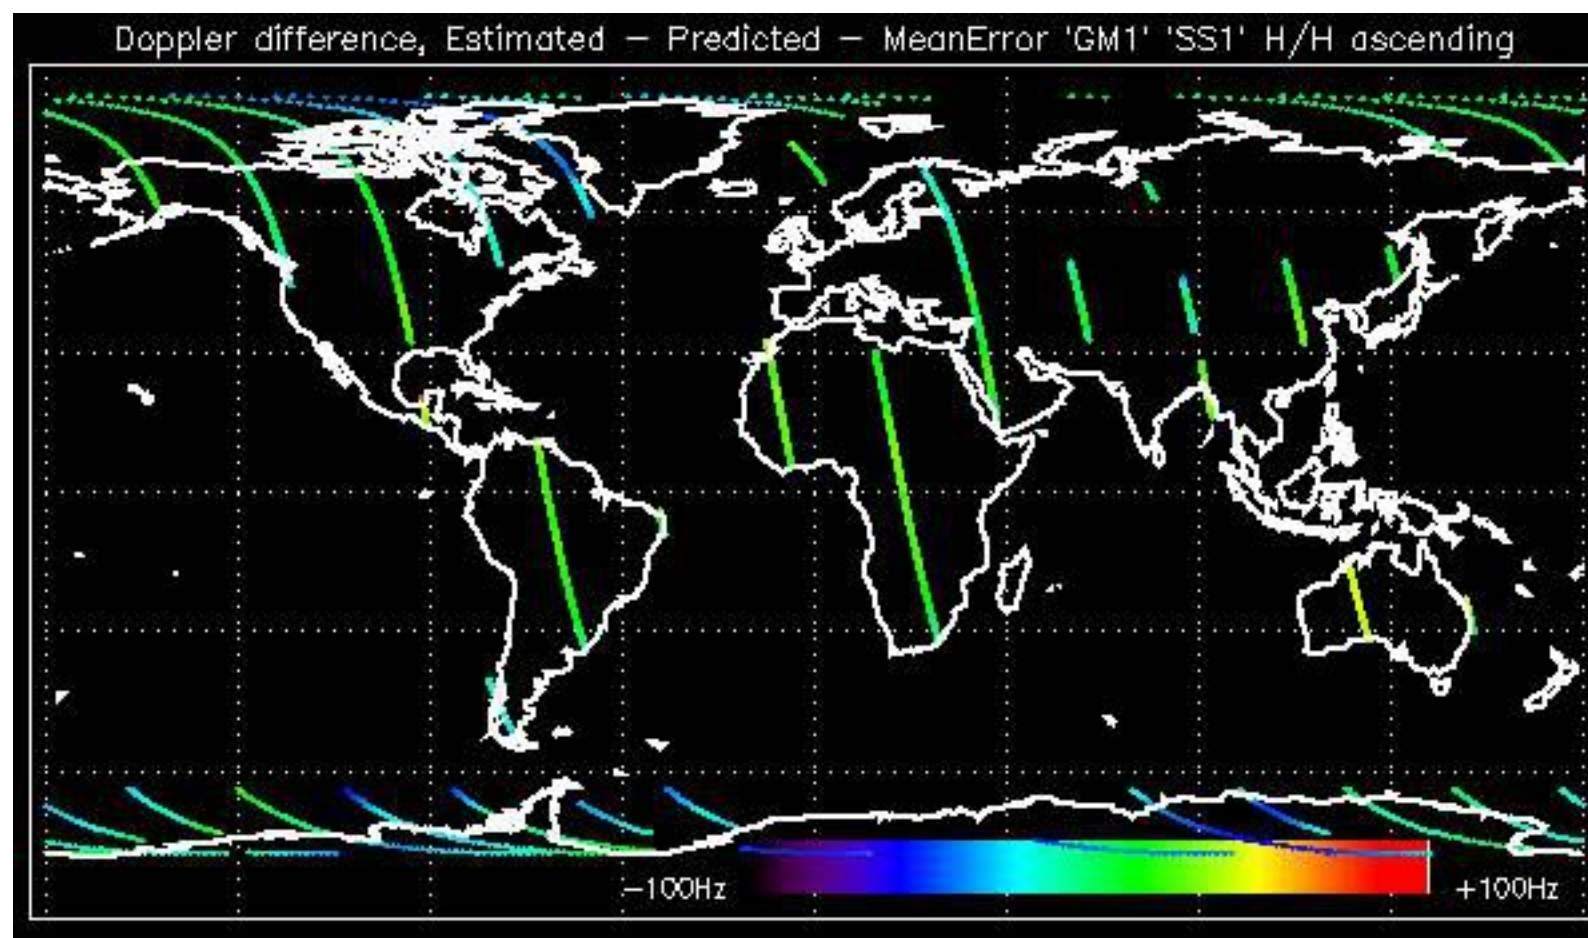 Doppler difference, Estimated — Predicted — MeanError 'GM1' 'SS1' H/H ascending
—100Hz +100Hz